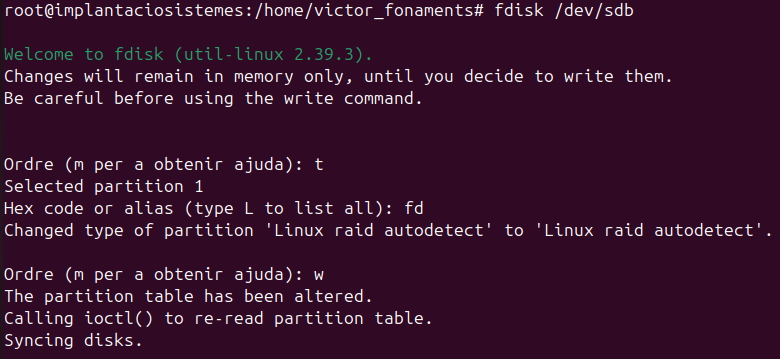 root@implantaciosistemes:/home/victor_fonaments# fdisk /dev/sdb
Welcome to fdisk (util-linux 2.39.3).
Changes will remain in memory only, until you decide to write them.
Be careful before using the write command.
Ordre (m per a obtenir ajuda): t
Selected partition 1
Hex code or alias (type L to list all): fd
Changed type of partition 'Linux raid autodetect' to 'Linux raid autodetect'.
Ordre (m per a obtenir ajuda): w
The partition table has been altered.
Calling ioctl() to re-read partition table.
Syncing disks.